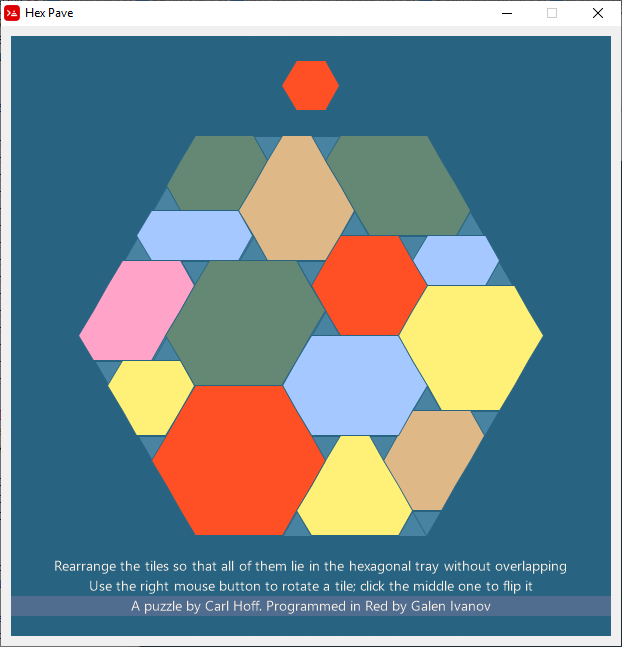 Hex Pave
Rearrange the tiles so that all of them lie in the hexagonal tray without overlapping
Use the right mouse button to rotate a tile; click the middle one to flip it
A puzzle by Carl Hoff. Programmed in Red by Galen Ivanov